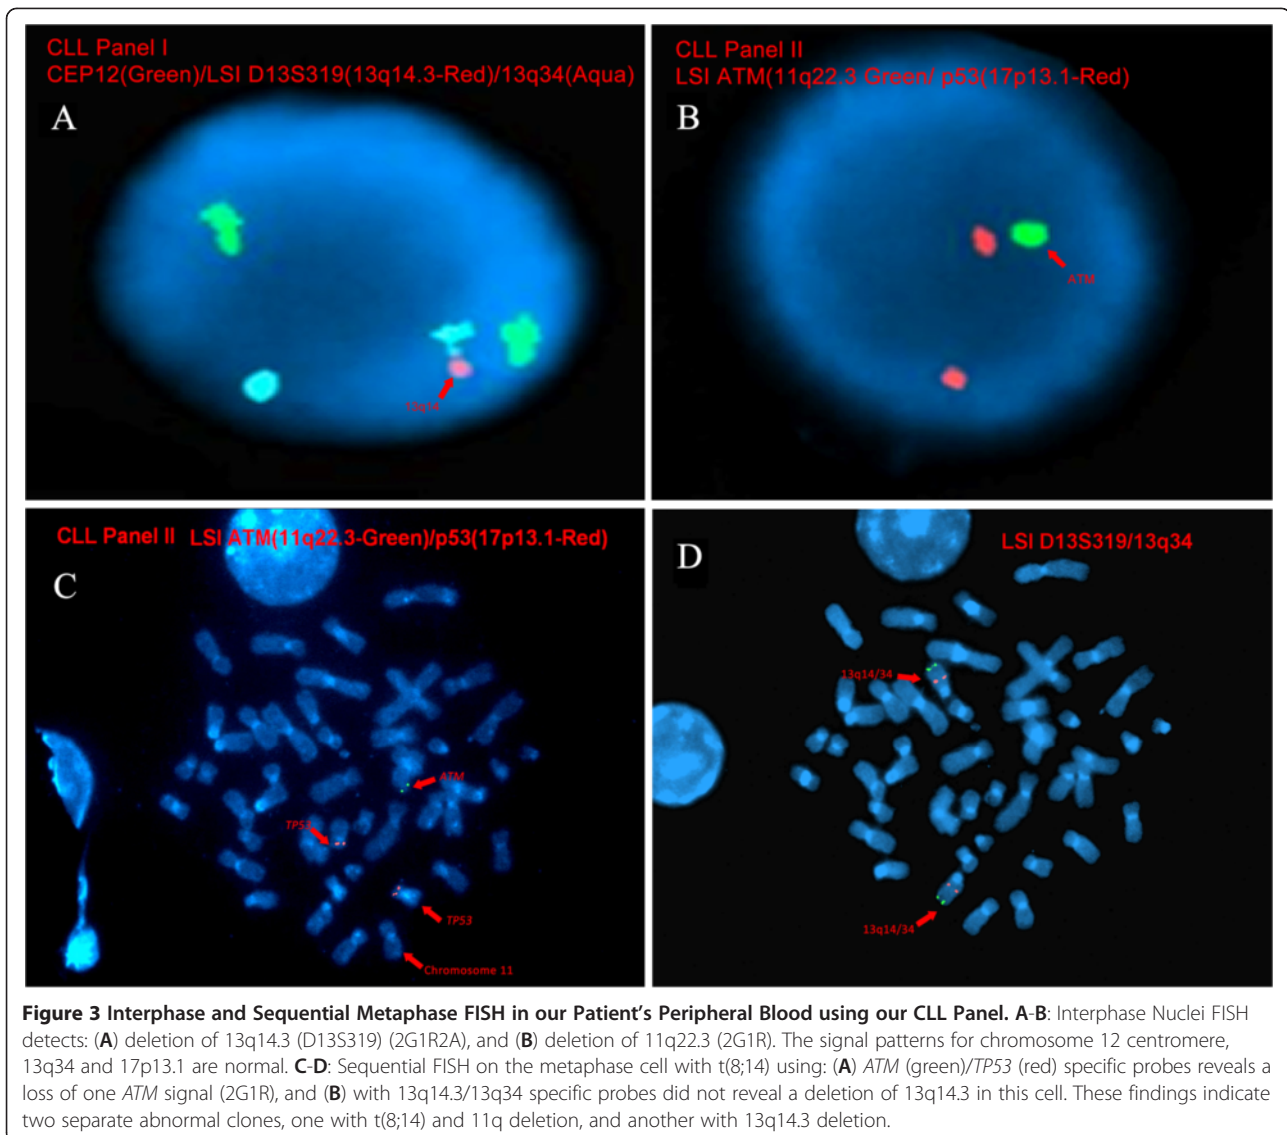 CLL Panel I
CEP12(Green)/LSI D13S319(13q14.3-Red)/13q34(Aqua)
A
13q14
CLL Panel II
LSI ATM(11q22.3 Green/ p53(17p13.1-Red)
B
ATM
CLL Panel II LSI ATM(11q22.3-Green)/p53(17p13.1-Red)
C
ATM
TP53
TP53
Chromosome 11
LSI D13S319/13q34
D
13q14/34
13q14/34
Figure 3 Interphase and Sequential Metaphase FISH in our Patient's Peripheral Blood using our CLL Panel. A-B: Interphase Nuclei FISH
detects: (A) deletion of 13q14.3 (D13S319) (2G1R2A), and (B) deletion of 11q22.3 (2G1R). The signal patterns for chromosome 12 centromere,
13q34 and 17p13.1 are normal. C-D: Sequential FISH on the metaphase cell with t(8;14) using: (A) ATM (green)/TP53 (red) specific probes reveals a
loss of one ATM signal (2G1R), and (B) with 13q14.3/13q34 specific probes did not reveal a deletion of 13q14.3 in this cell. These findings indicate
two separate abnormal clones, one with t(8;14) and 11q deletion, and another with 13q14.3 deletion.